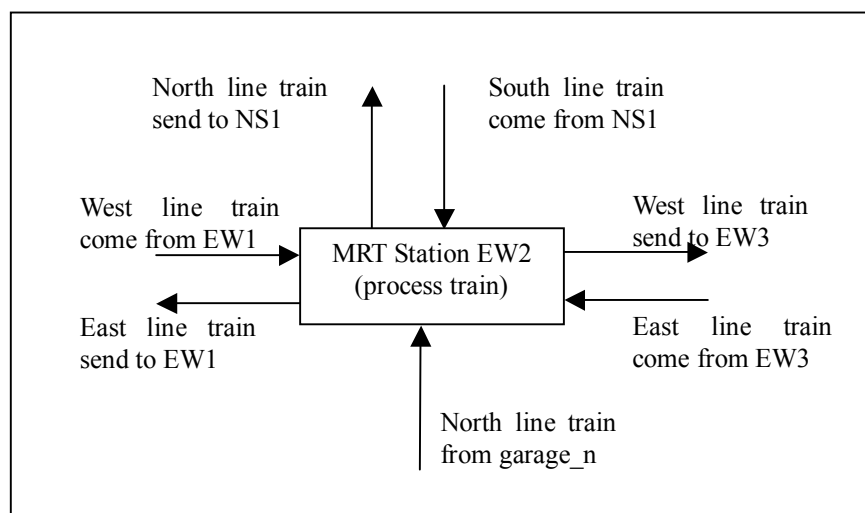 North line train
send to NS1
South line train
come from NS1
West line train
come from EW1
West line train
send to EW3
MRT Station EW2
(process train)
East line train
send to EW1
East line train
come from EW3
North line train
from garage_n